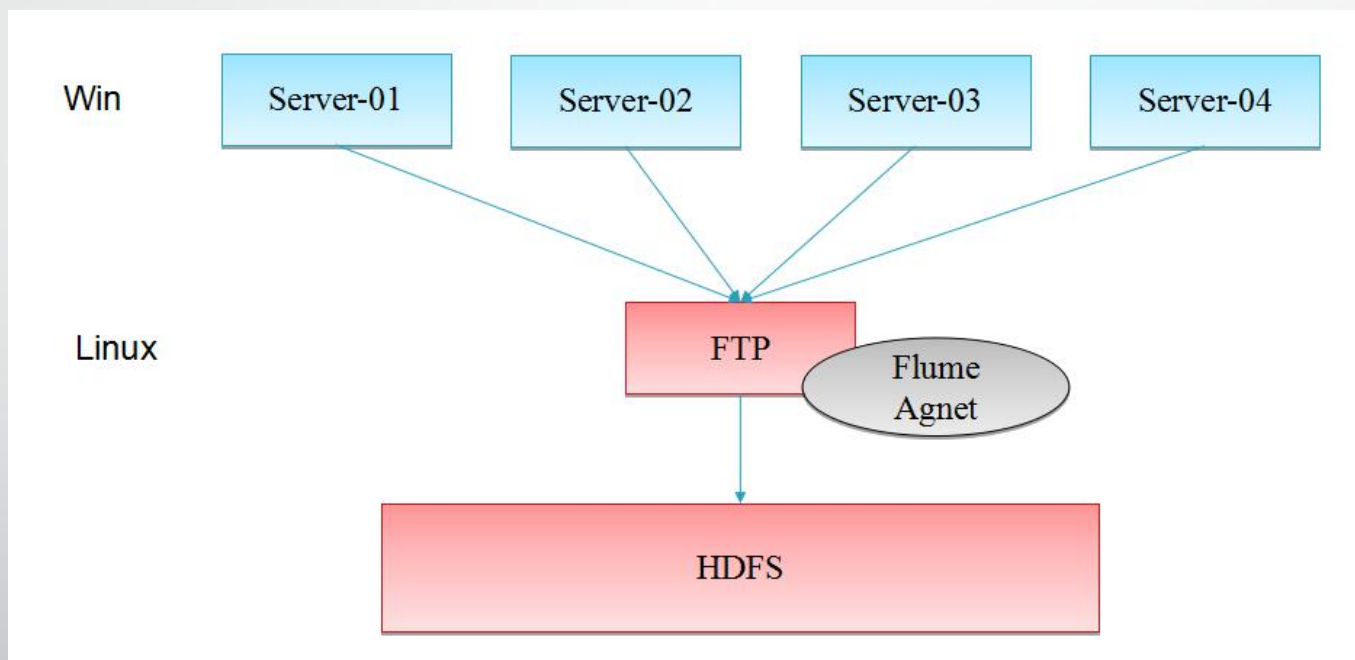 Win
Server-01
Server-02
Server-03
Server-04
Linux
FTP
Flume
Agnet
HDFS